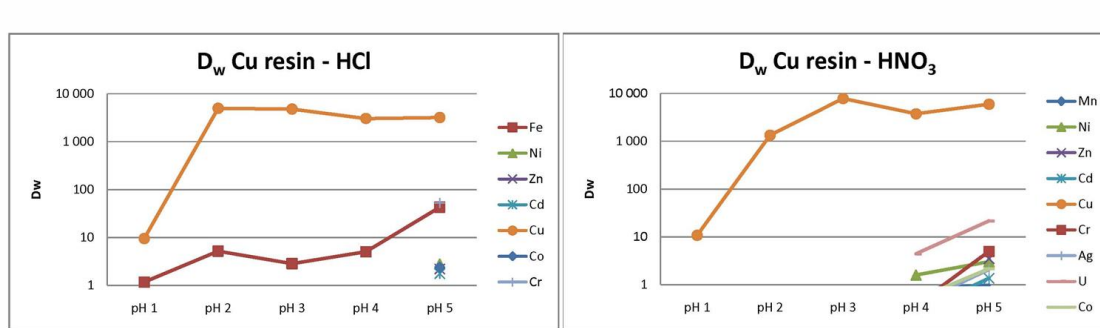 D_w Cu resin - HCl
10 000
1 000
100
10
1
Dw
pH 1 pH 2 pH 3 pH 4 pH 5
Fe
Ni
Zn
Cd
Cu
Co
Cr
D_w Cu resin - HNO₃
10 000
1 000
100
10
1
Dw
pH 1 pH 2 pH 3 pH 4 pH 5
Mn
Ni
Zn
Cd
Cu
Cr
Ag
U
Co